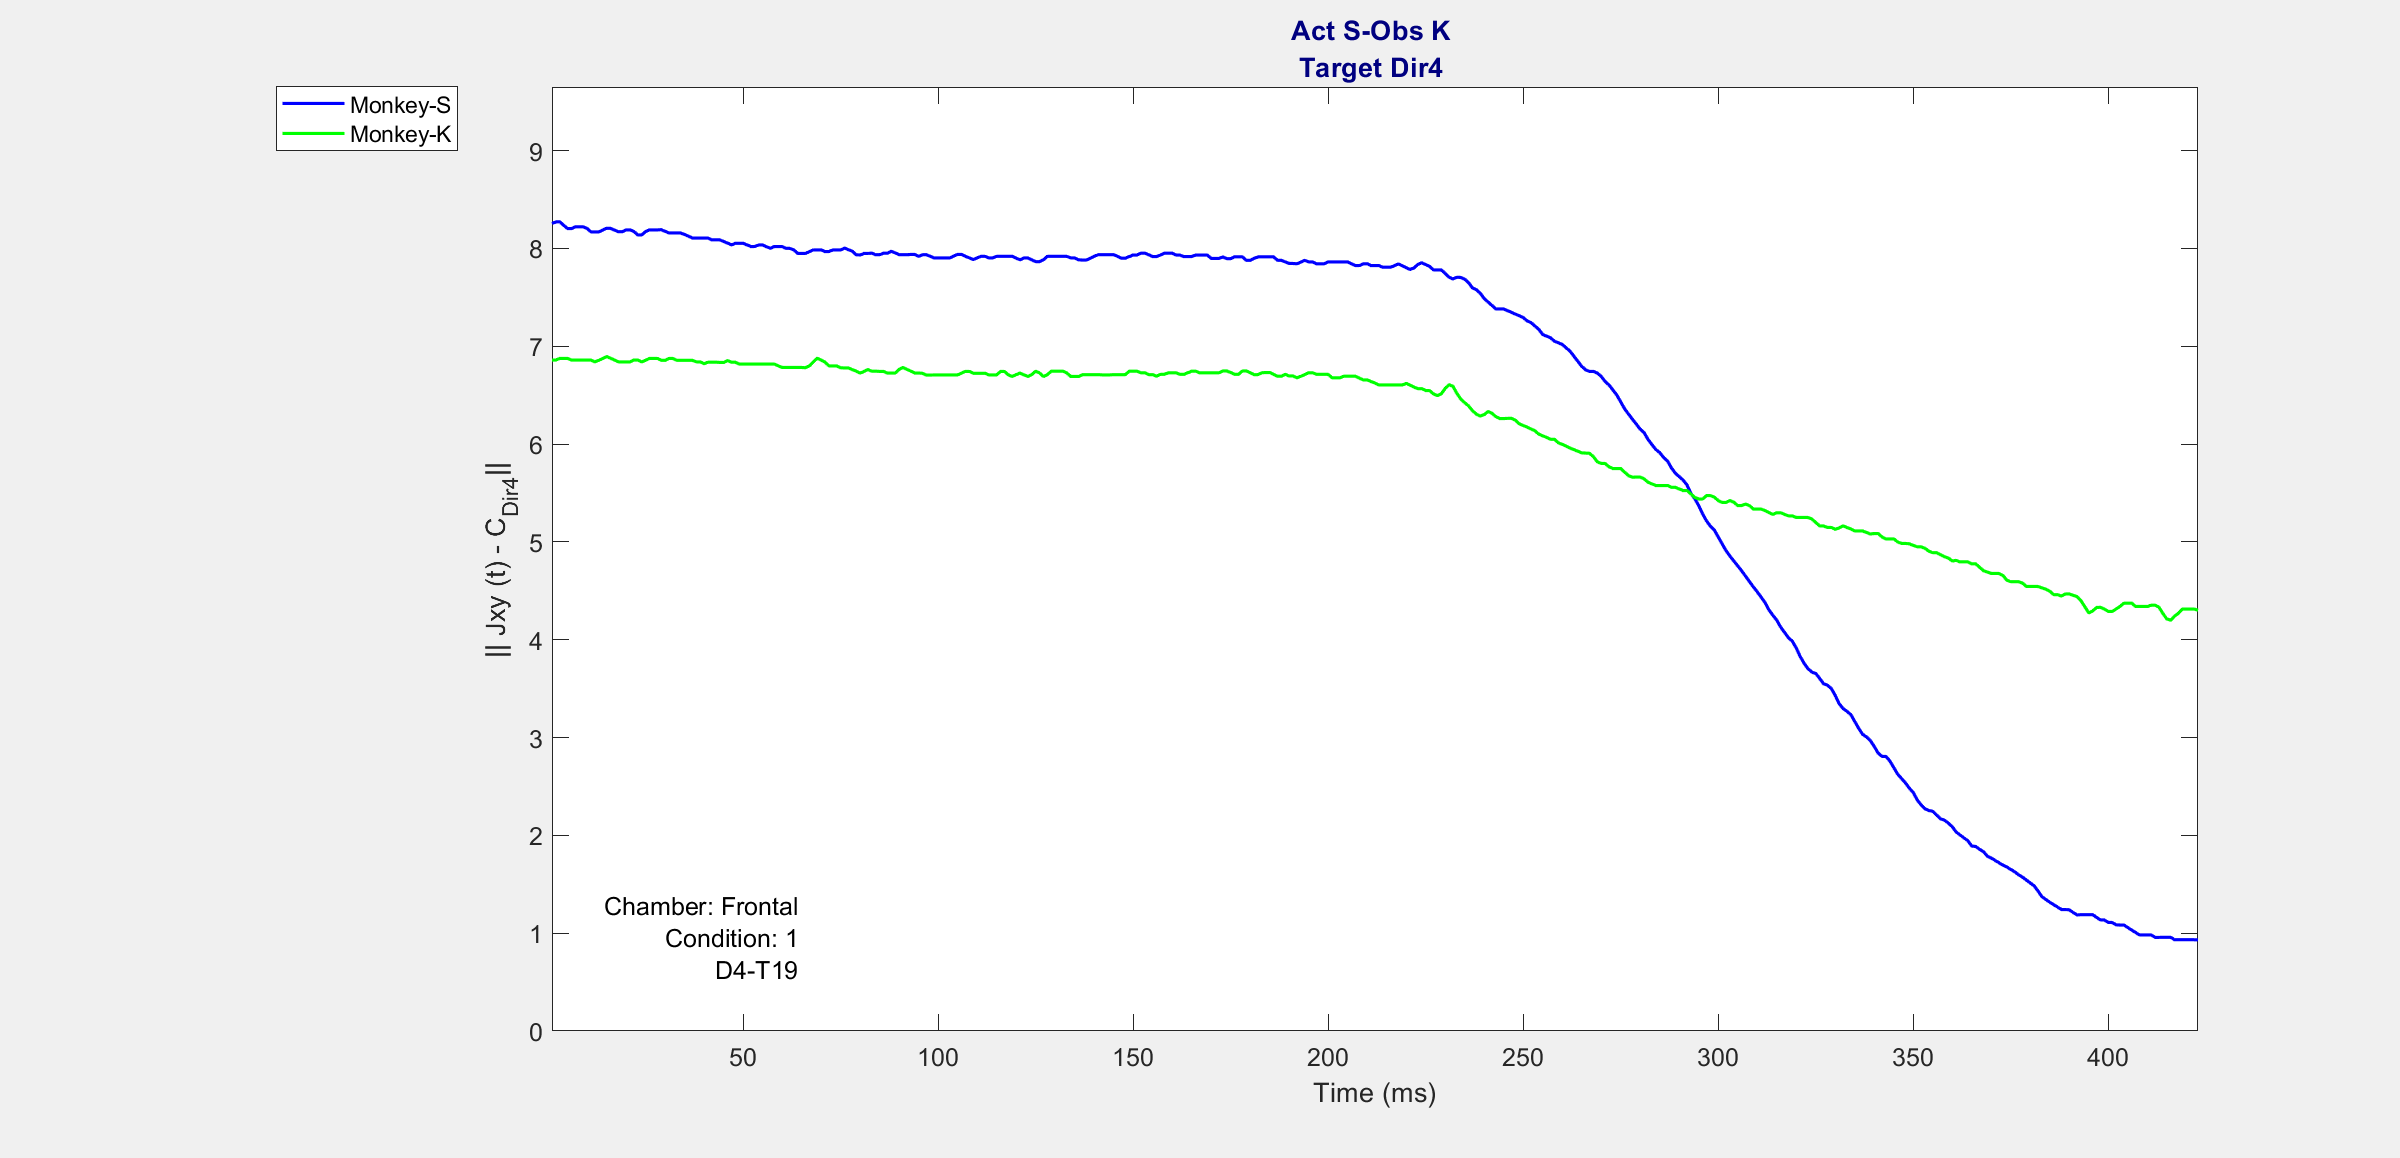 Act S-Obs K
Target Dir4
Monkey-S
Monkey-K
9
8
7
6
5
4
3
2
1
0
|| Jxy (t) - C_Dir4||
Chamber: Frontal
Condition: 1
D4-T19
50 100 150 200 250 300 350 400
Time (ms)